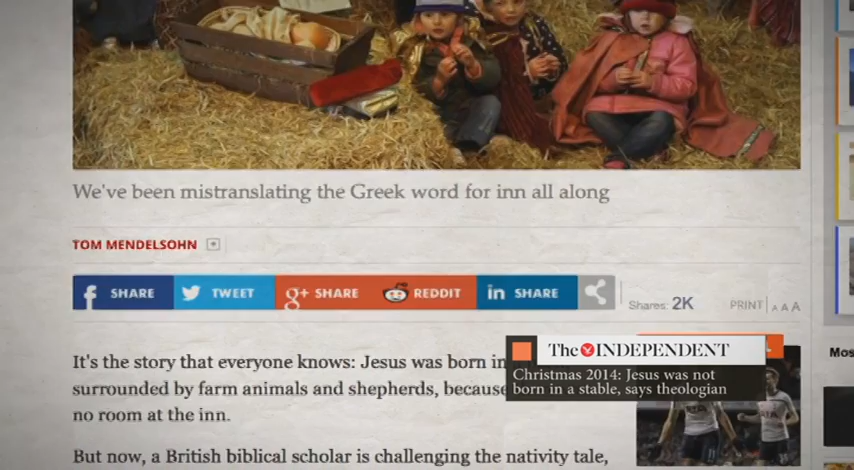 We've been mistranslating the Greek word for inn all along
TOM MENDELSOHN
SHARE
TWEET
g+ SHARE
REDDIT
in SHARE
Shares: 2K
PRINT
A A A
The INDEPENDENT
Christmas 2014: Jesus was not
born in a stable, says theologian
Mos
It's the story that everyone knows: Jesus was born in
surrounded by farm animals and shepherds, because
no room at the inn.
But now, a British biblical scholar is challenging the nativity tale,